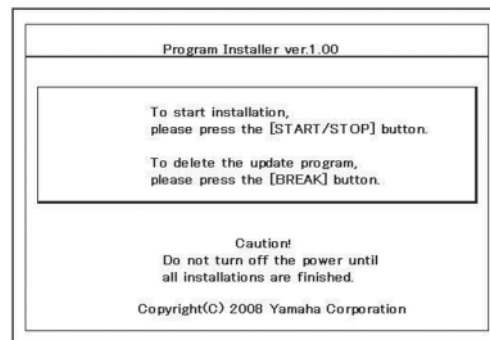 Program Installer ver.1.00
To start installation,
please press the [START/STOP] button.
To delete the update program,
please press the [BREAK] button.
Caution!
Do not turn off the power until
all installations are finished.
Copyright(C) 2008 Yamaha Corporation